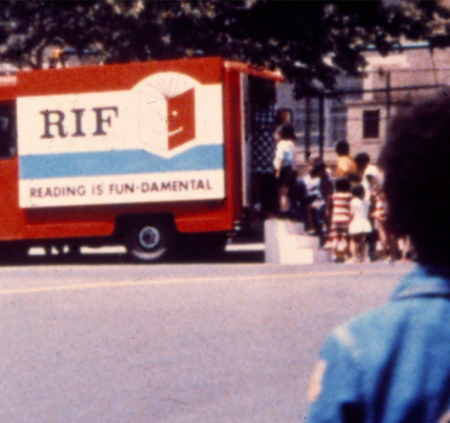 RIF
READING IS FUN-DAMENTAL